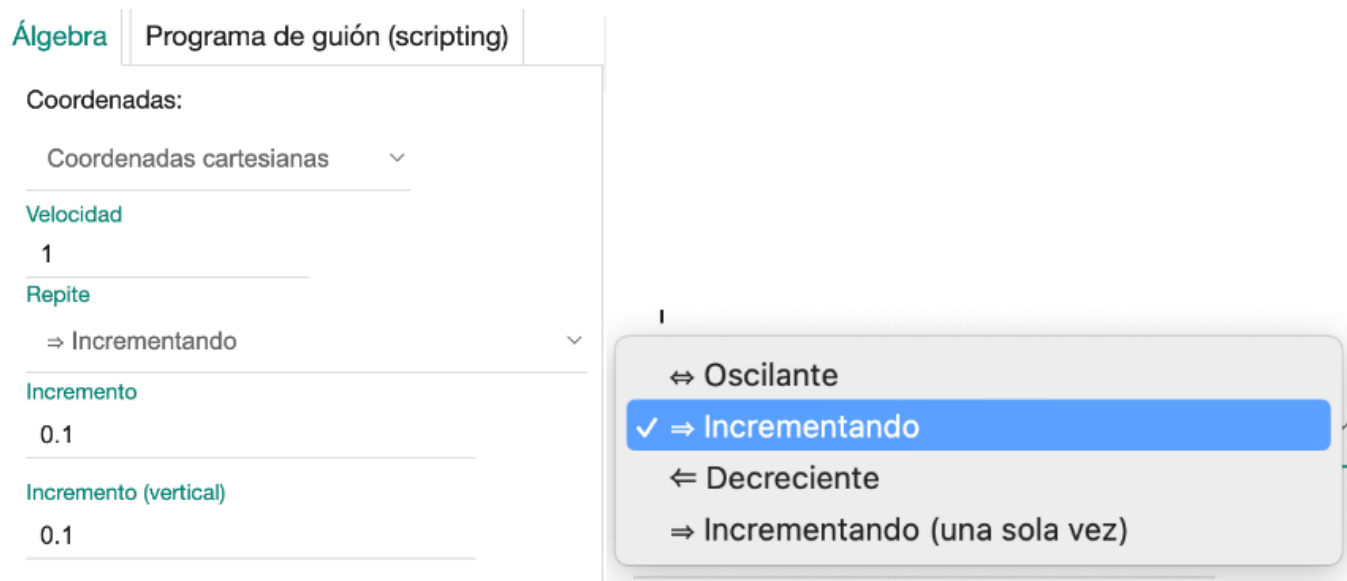 Álgebra Programa de guión (scripting)
Coordenadas:
Coordenadas cartesianas
Velocidad
1
Repite
⇒ Incrementando
Incremento
0.1
Incremento (vertical)
0.1
⇔ Oscilante
✓ ⇒ Incrementando
⇐ Decreciente
⇒ Incrementando (una sola vez)